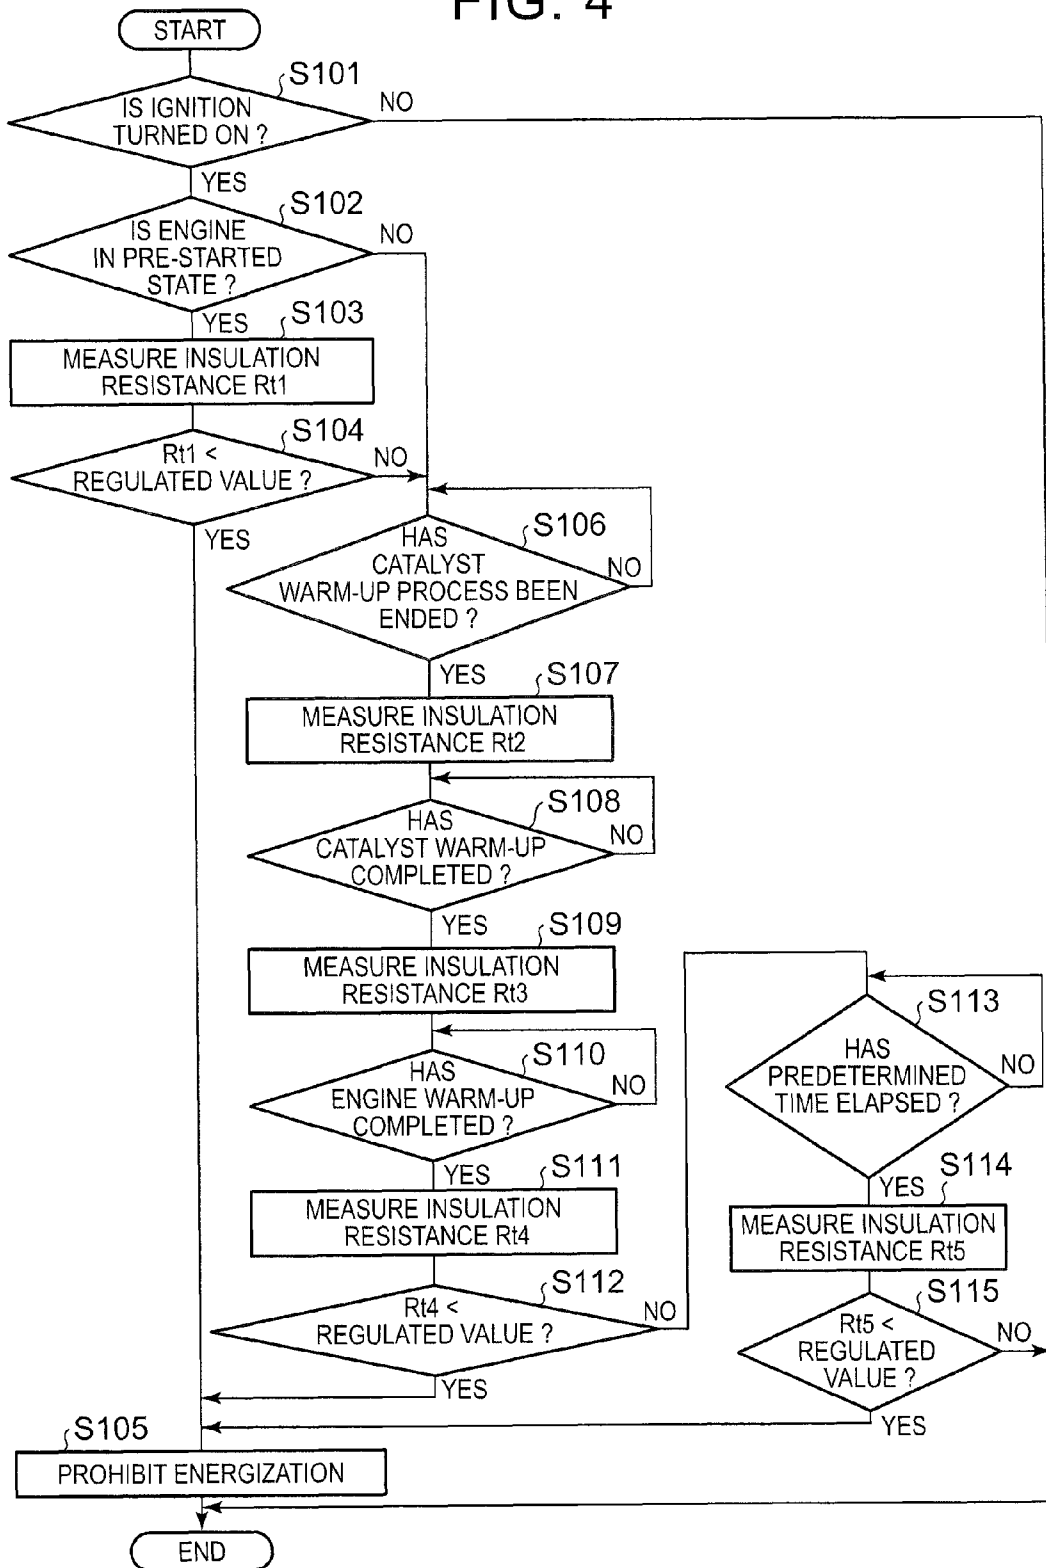 FIG. 4
START
S101
IS IGNITION
TURNED ON ?
NO
YES
S102
IS ENGINE
IN PRE-STARTED
STATE ?
NO
YES
S103
MEASURE INSULATION
RESISTANCE Rt1
S104
Rt1 <
REGULATED VALUE ?
NO
YES
S106
HAS
CATALYST
WARM-UP PROCESS BEEN
ENDED ?
NO
YES
S107
MEASURE INSULATION
RESISTANCE Rt2
S108
HAS
CATALYST WARM-UP
COMPLETED ?
NO
YES
S109
MEASURE INSULATION
RESISTANCE Rt3
S110
HAS
ENGINE WARM-UP
COMPLETED ?
NO
YES
S111
MEASURE INSULATION
RESISTANCE Rt4
S112
Rt4 <
REGULATED VALUE ?
NO
YES
S113
HAS
PREDETERMINED
TIME ELAPSED ?
NO
YES
S114
MEASURE INSULATION
RESISTANCE Rt5
S115
Rt5 <
REGULATED
VALUE ?
NO
YES
S105
PROHIBIT ENERGIZATION
END